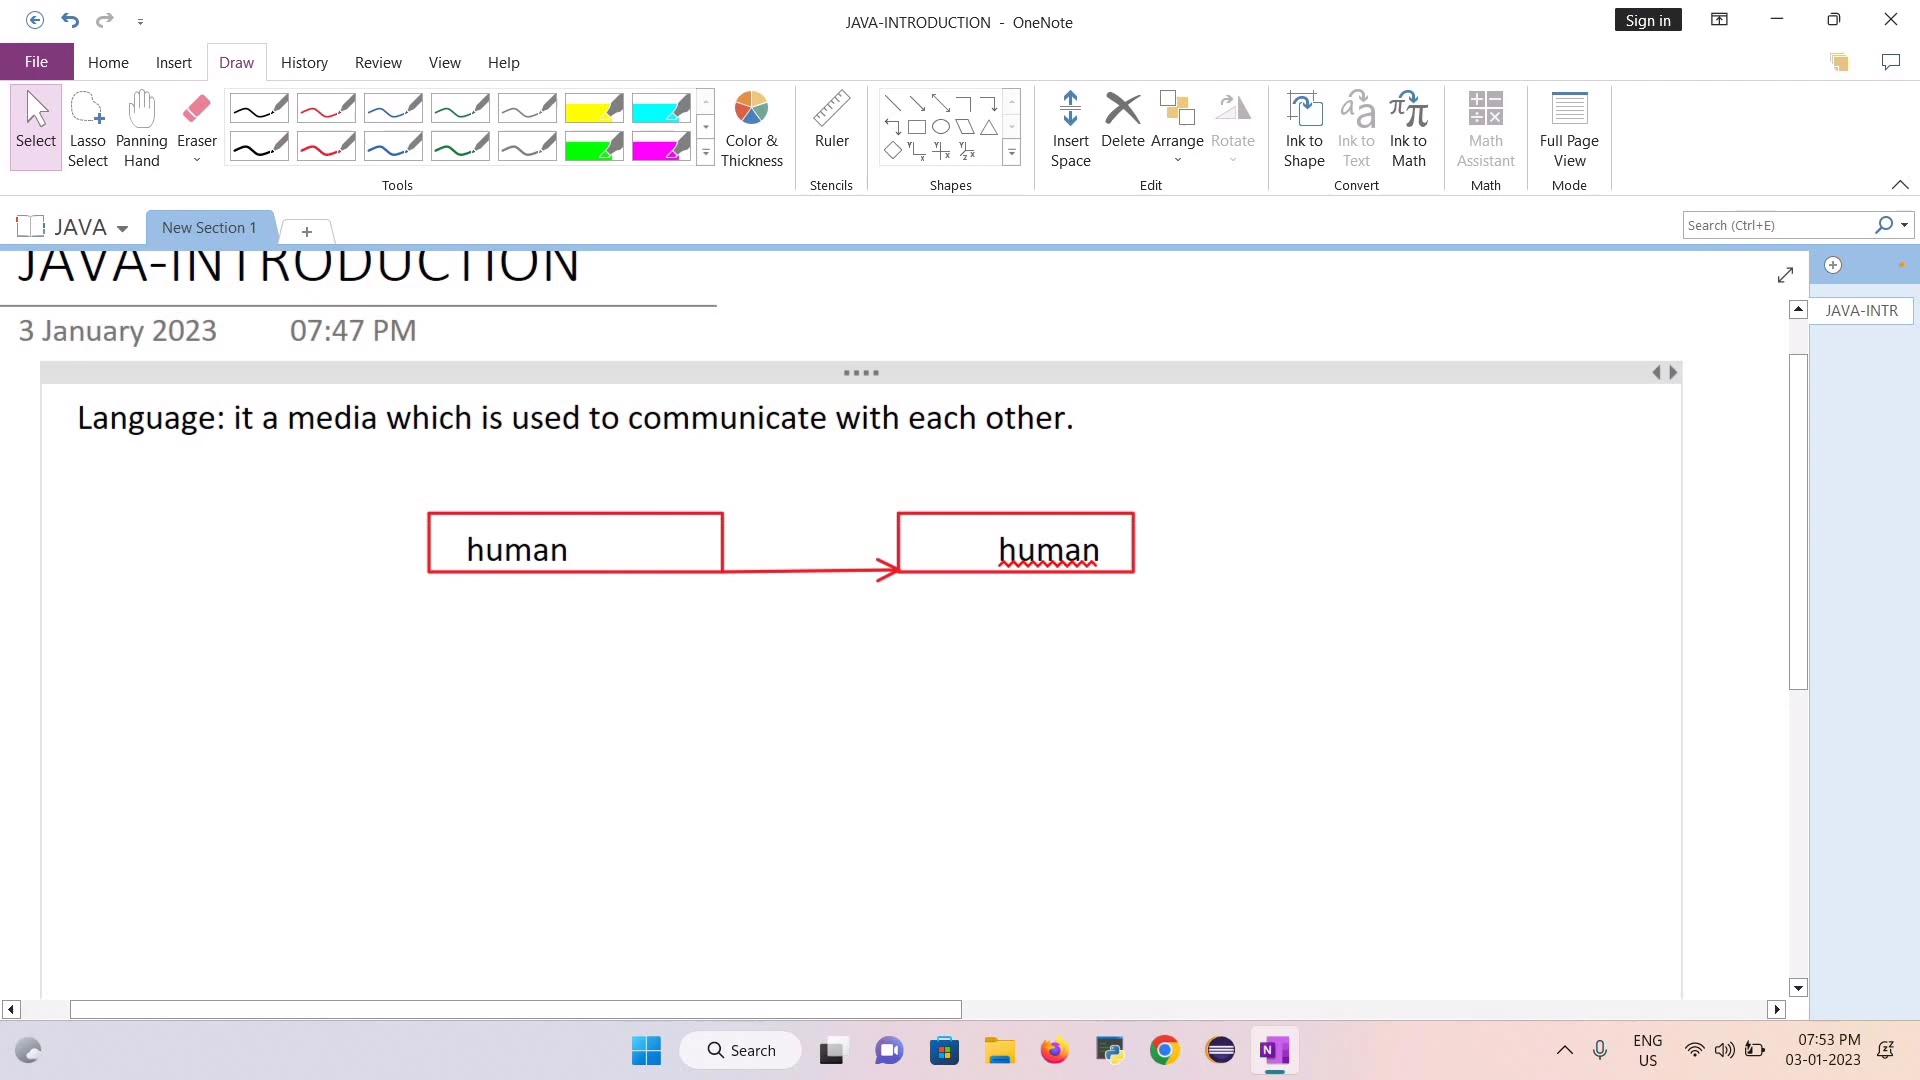 JAVA-INTRODUCTION - OneNote
Sign in
File Home Insert Draw History Review View Help
Select
Lasso Select
Panning Hand
Eraser
Color & Thickness
Ruler
Insert Space
Delete
Arrange
Rotate
Ink to Shape
Ink to Text
Ink to Math
Math Assistant
Full Page View
Tools
Stencils
Shapes
Edit
Convert
Math
Mode
JAVA
New Section 1
Search (Ctrl+E)
JAVA-INTRODUCTION
JAVA-INTR
3 January 2023 07:47 PM
Language: it a media which is used to communicate with each other.
human human
Search
ENG
US
07:53 PM
03-01-2023